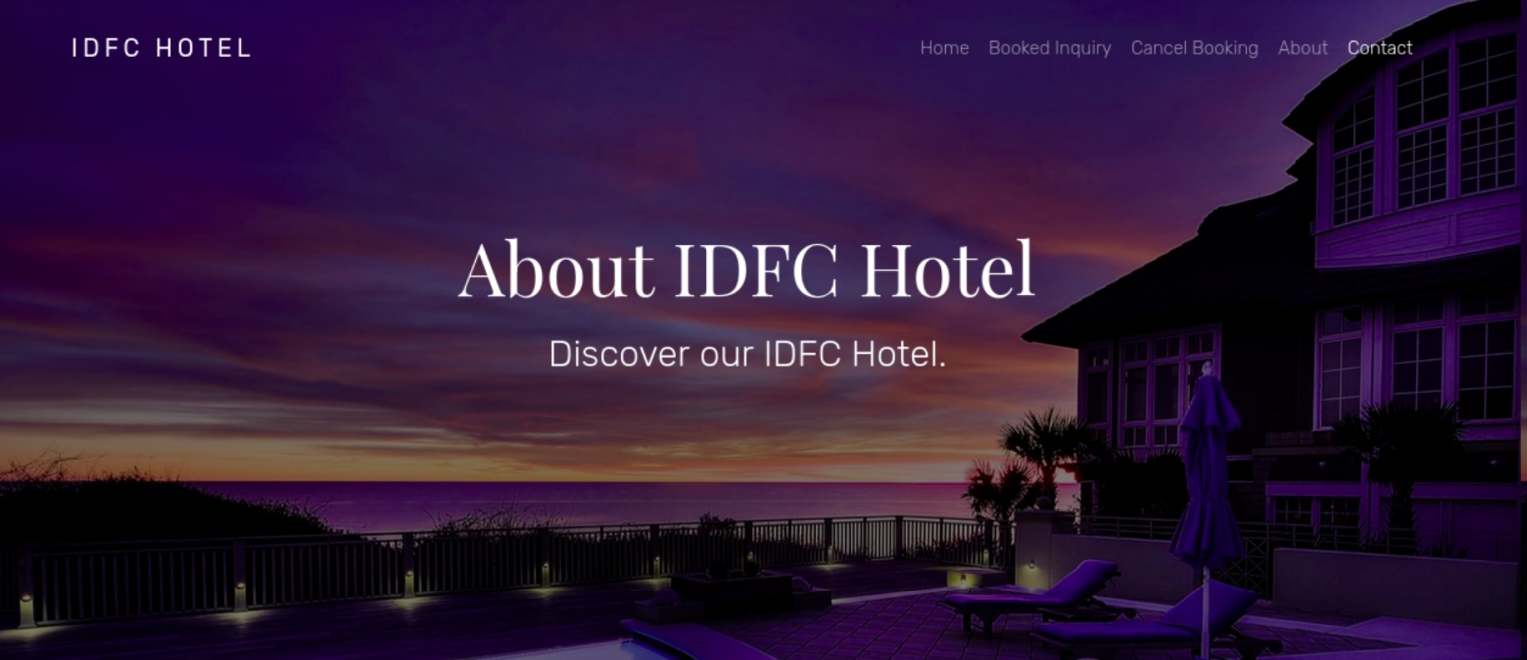 IDFC HOTEL
Home Booked Inquiry Cancel Booking About Contact
About IDFC Hotel
Discover our IDFC Hotel.